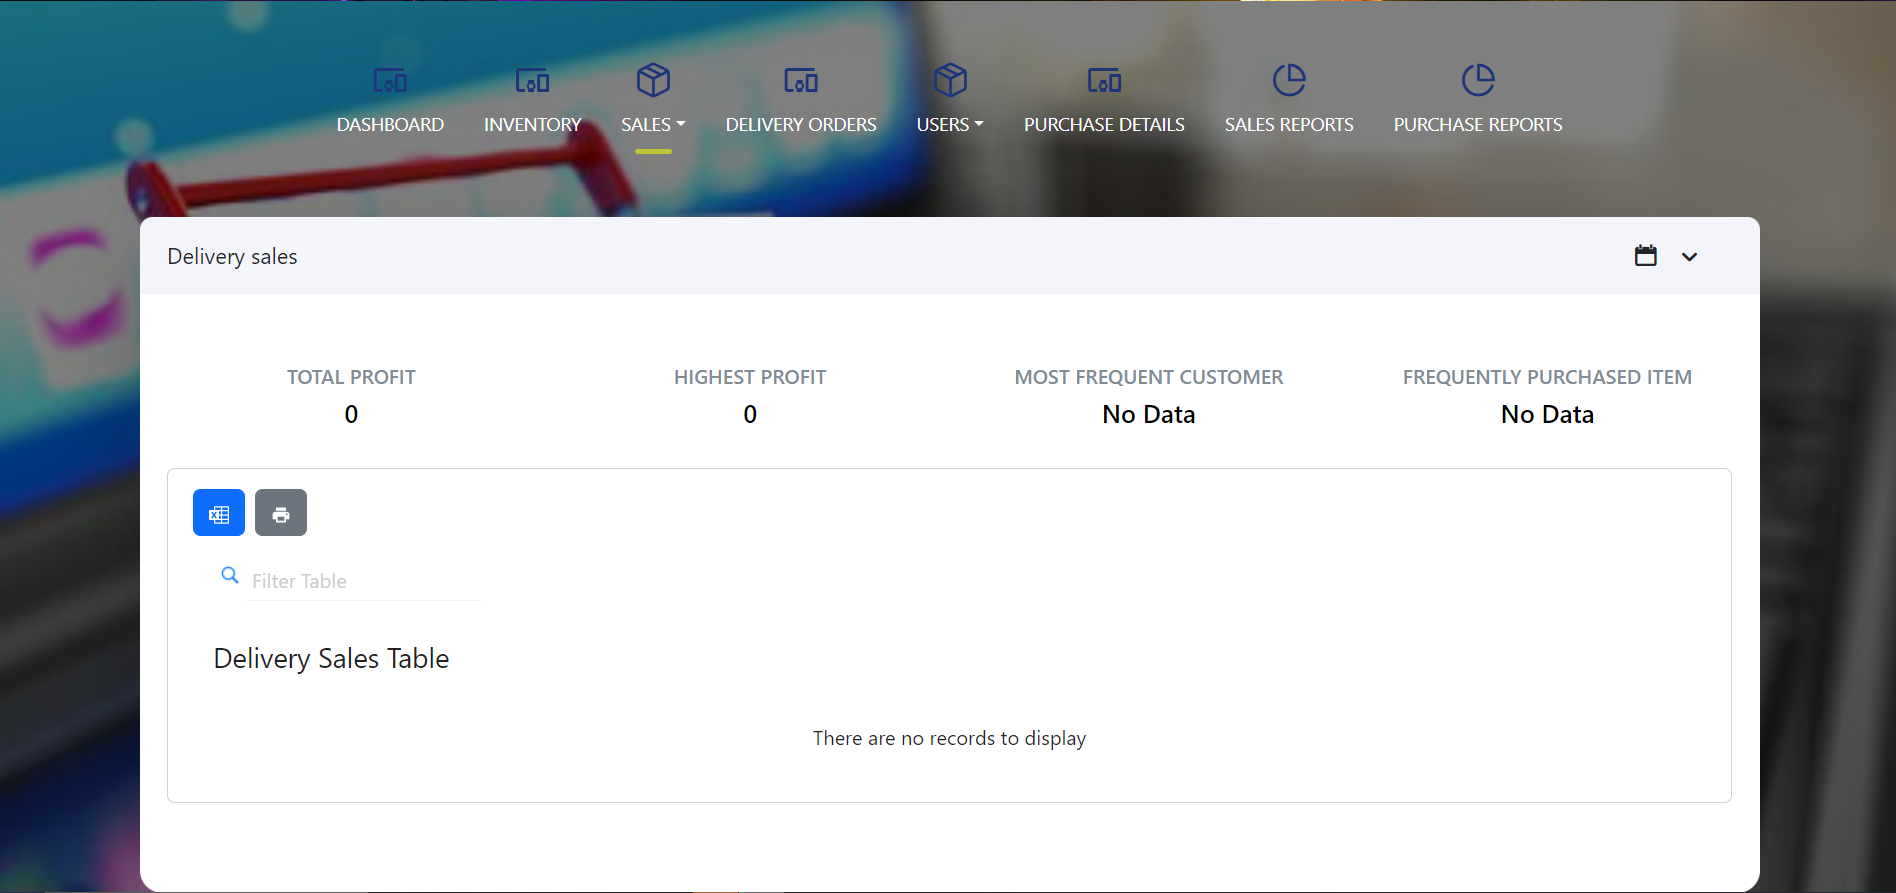 DASHBOARD INVENTORY SALES DELIVERY ORDERS USERS PURCHASE DETAILS SALES REPORTS PURCHASE REPORTS
Delivery sales
TOTAL PROFIT HIGHEST PROFIT MOST FREQUENT CUSTOMER FREQUENTLY PURCHASED ITEM
0 0 No Data No Data
Filter Table
Delivery Sales Table
There are no records to display